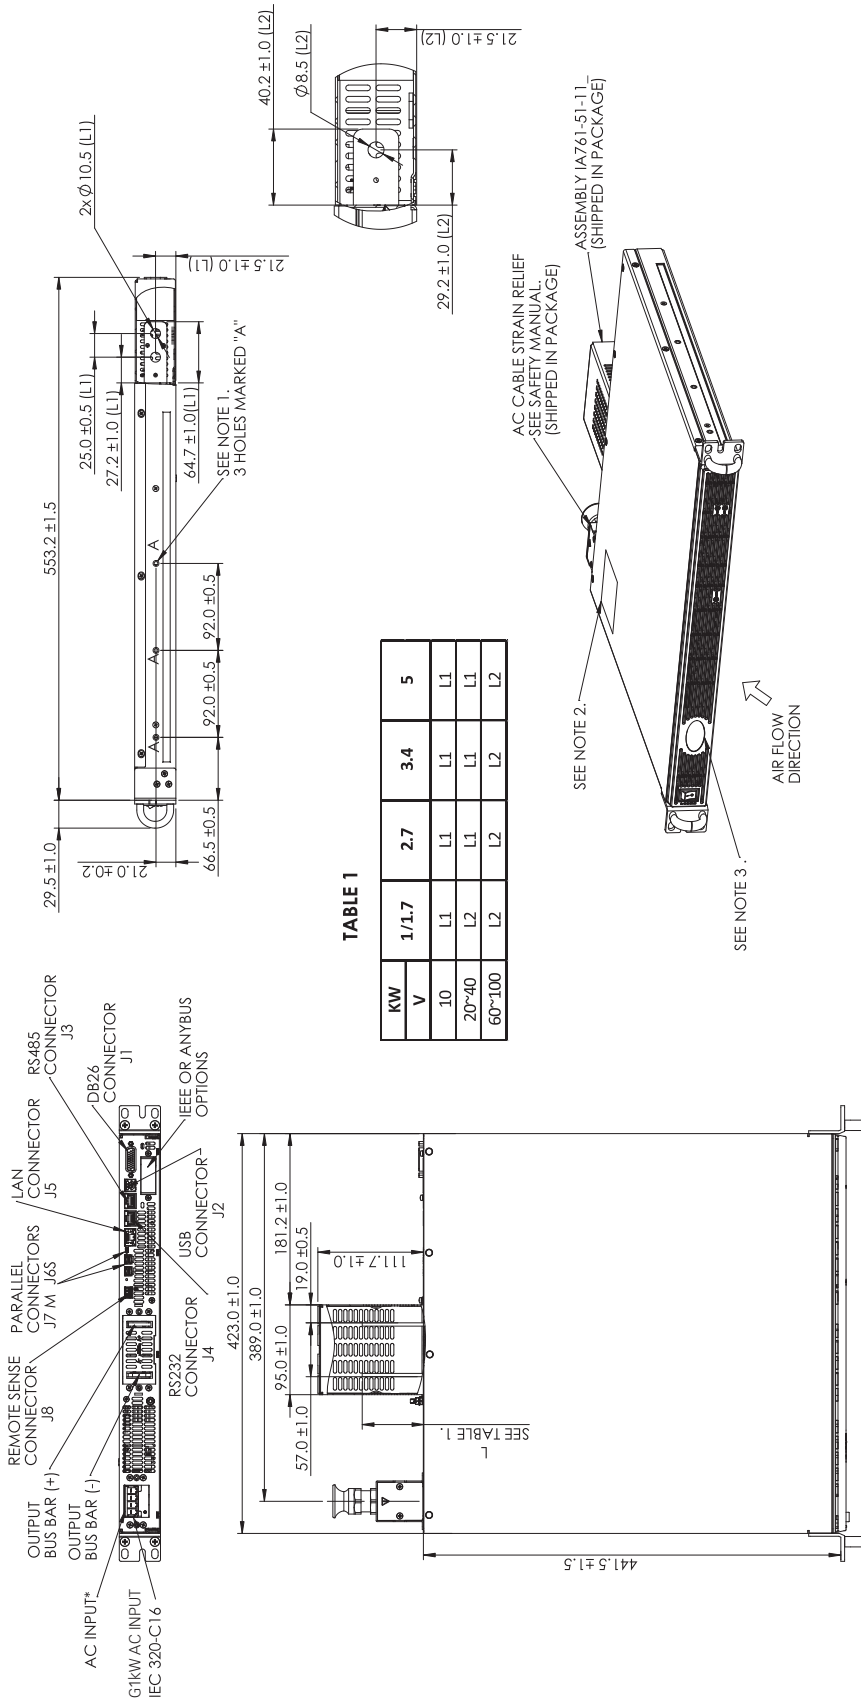 REMOTE SENSE
CONNECTOR
J8
PARALLEL
CONNECTORS
J7 M J6S
LAN
CONNECTOR
J5
RS485
CONNECTOR
J3
DB26
CONNECTOR
J1
IEEE OR ANYBUS
OPTIONS
USB
CONNECTOR
J2
RS232
CONNECTOR
J4
OUTPUT
BUS BAR (+)
OUTPUT
BUS BAR (-)
AC INPUT*
G1kW AC INPUT
IEC 320-C16
29.5 ±1.0
553.2 ±1.5
21.0 ±0.2
66.5 ±0.5
92.0 ±0.5
92.0 ±0.5
A
A
A
SEE NOTE 1.
3 HOLES MARKED "A"
25.0 ±0.5 (L1)
27.2 ±1.0 (L1)
64.7 ±1.0(L1)
2x Ø10.5 (L1)
21.5 ±1.0 (L1)
40.2 ±1.0 (L2)
Ø8.5 (L2)
21.5 ±1.0 (L2)
29.2 ±1.0 (L2)
423.0 ±1.0
389.0 ±1.0
181.2 ±1.0
57.0 ±1.0
95.0 ±1.0
19.0 ±0.5
111.7 ±1.0
L
SEE TABLE 1.
441.5 ±1.5
TABLE 1
KW 1/1.7 2.7 3.4 5
V
10 L1 L1 L1 L1
20~40 L2 L1 L1 L1
60~100 L2 L2 L2 L2
AC CABLE STRAIN RELIEF
SEE SAFETY MANUAL.
(SHIPPED IN PACKAGE)
ASSEMBLY IA761-51-11
(SHIPPED IN PACKAGE)
SEE NOTE 2.
SEE NOTE 3 .
AIR FLOW
DIRECTION